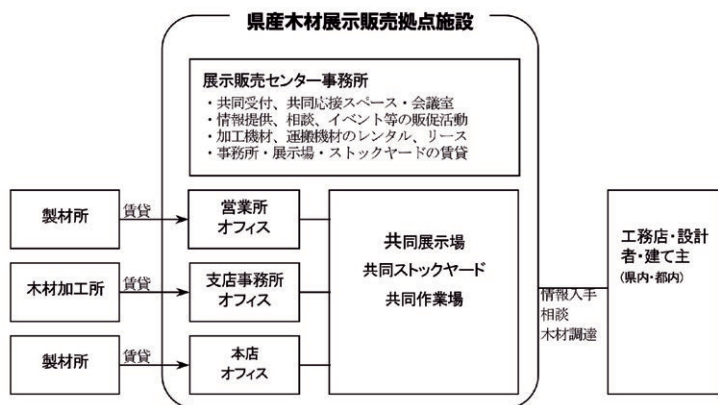 県産木材展示販売拠点施設
展示販売センター事務所
・共同受付、共同応接スペース・会議室
・情報提供、相談、イベント等の販促活動
・加工機材、運搬機材のレンタル、リース
・事務所・展示場・ストックヤードの賃貸
製材所
賃貸
営業所
オフィス
木材加工所
賃貸
支店事務所
オフィス
製材所
賃貸
本店
オフィス
共同展示場
共同ストックヤード
共同作業場
情報入手
相談
木材調達
工務店・設計
者・建て主
(県内・都内)